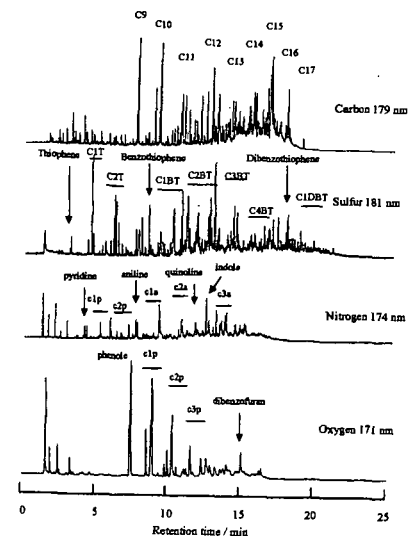 C9
C10
C11
C12
C13
C14
C15
C16
C17
Carbon 179 nm
Thiophene
C1T
C2T
Benzothiophene
C1BT
C2BT
C3BT
C4BT
Dibenzothiophene
C1DBT
Sulfur 181 nm
pyridine
c1p
c2p
aniline
c1a
quinoline
c2a
indole
c3a
Nitrogen 174 nm
phenole
c1p
c2p
c3p
dibenzofuran
Oxygen 171 nm
0 5 10 15 20 25
Retention time / min